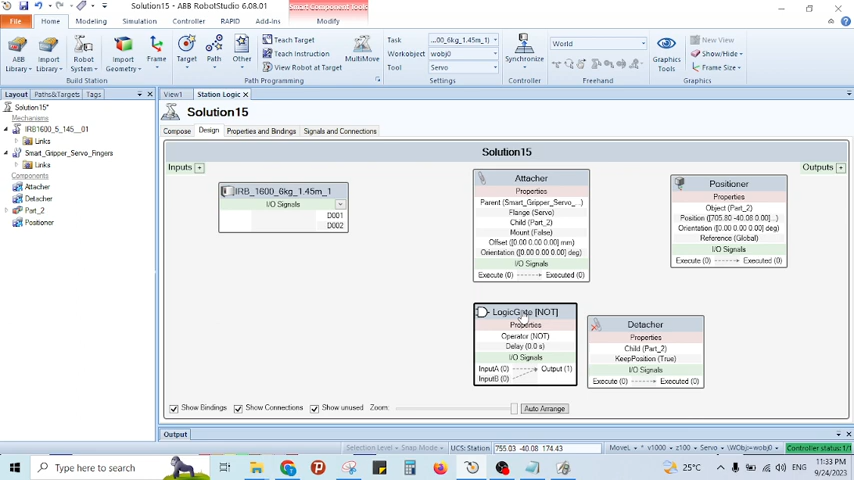 Solution15 - ABB RobotStudio 6.08.01
Smart Component Tools
File
Home
Modeling
Simulation
Controller
RAPID
Add-Ins
Modify
ABB Library
Import Library
Robot System
Import Geometry
Frame
Build Station
Target
Path
Other
Teach Target
Teach Instruction
View Robot at Target
MultiMove
Path Programming
Task
...00_6kg_1.45m_1)
Workobject
wobj0
Tool
Servo
Settings
Synchronize
Controller
World
Freehand
Graphics Tools
New View
Show/Hide
Frame Size
Graphics
Layout
Paths&Targets
Tags
View1
Station Logic
Solution15*
Mechanisms
IRB1600_5_145__01
Links
Smart_Gripper_Servo_Fingers
Links
Components
Attacher
Detacher
Part_2
Positioner
Solution15
Compose
Design
Properties and Bindings
Signals and Connections
Solution15
Inputs +
Outputs +
IRB_1600_6kg_1.45m_1
I/O Signals
DO01
DO02
Attacher
Properties
Parent (Smart_Gripper_Servo_...)
Flange (Servo)
Child (Part_2)
Mount (False)
Offset ([0.00 0.00 0.00] mm)
Orientation ([0.00 0.00 0.00] deg)
I/O Signals
Execute (0)
Executed (0)
Positioner
Properties
Object (Part_2)
Position ([705.80 -40.08 0.00]...)
Orientation ([0.00 0.00 0.00] deg)
Reference (Global)
I/O Signals
Execute (0)
Executed (0)
LogicGate [NOT]
Properties
Operator (NOT)
Delay (0.0 s)
I/O Signals
InputA (0)
Output (1)
InputB (0)
Detacher
Properties
Child (Part_2)
KeepPosition (True)
I/O Signals
Execute (0)
Executed (0)
Show Bindings
Show Connections
Show unused
Zoom:
Auto Arrange
Output
Selection Level
Snap Mode
UCS: Station
755.03 -40.08 174.43
MoveL * v1000 z100 Servo \WObj:=wobj0
Controller status: 1/1
Type here to search
25°C
ENG
11:33 PM
9/24/2023